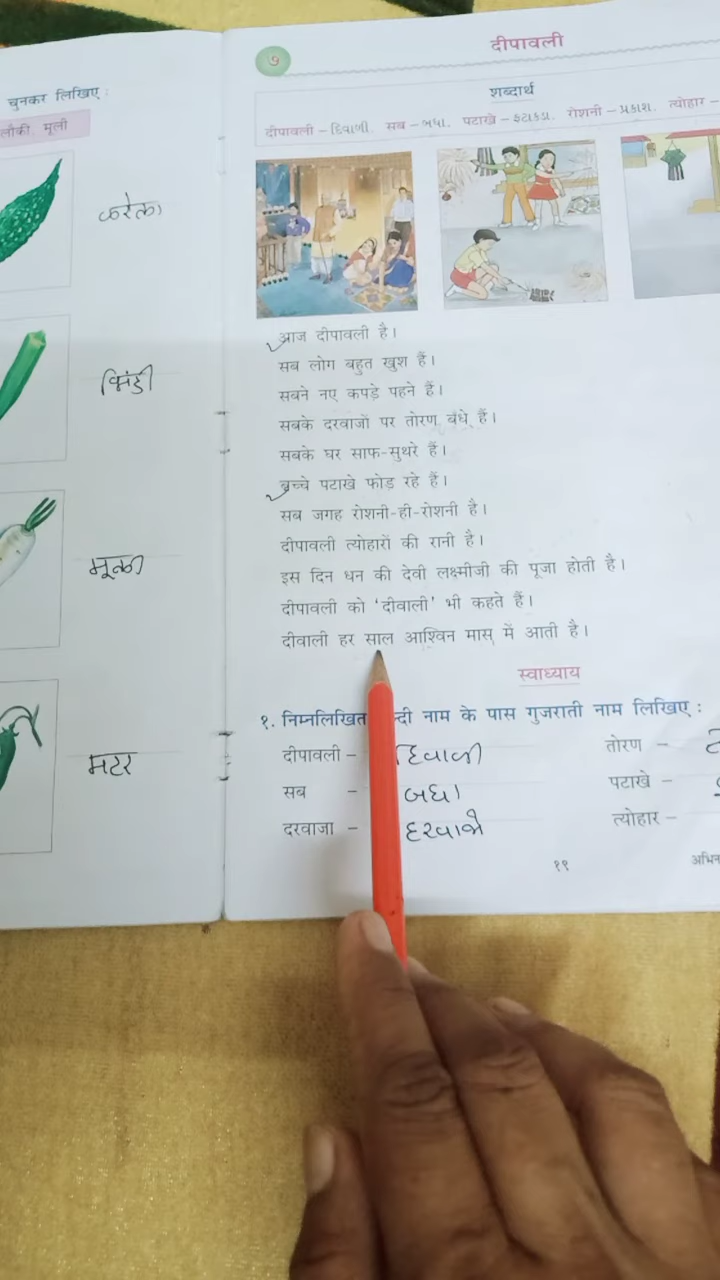 चुनकर लिखिए :
लौकी, मूली
करेला
भिंडी
मूली
मटर
७
दीपावली
शब्दार्थ
दीपावली – દિવાળી, सब – બધા, पटाखे – ફટાકડા, रोशनी – પ્રકાશ, त्योहार –
आज दीपावली है।
सब लोग बहुत खुश हैं।
सबने नए कपड़े पहने हैं।
सबके दरवाजों पर तोरण बँधे हैं।
सबके घर साफ-सुथरे हैं।
बच्चे पटाखे फोड़ रहे हैं।
सब जगह रोशनी-ही-रोशनी है।
दीपावली त्योहारों की रानी है।
इस दिन धन की देवी लक्ष्मीजी की पूजा होती है।
दीपावली को 'दीवाली' भी कहते हैं।
दीवाली हर साल आश्विन मास में आती है।
स्वाध्याय
१. निम्नलिखित न्दी नाम के पास गुजराती नाम लिखिए :
दीपावली – દિવાળી तोरण –
सब – બધા पटाखे –
दरवाजा – દરવાજો त्योहार –
१९
अभिन